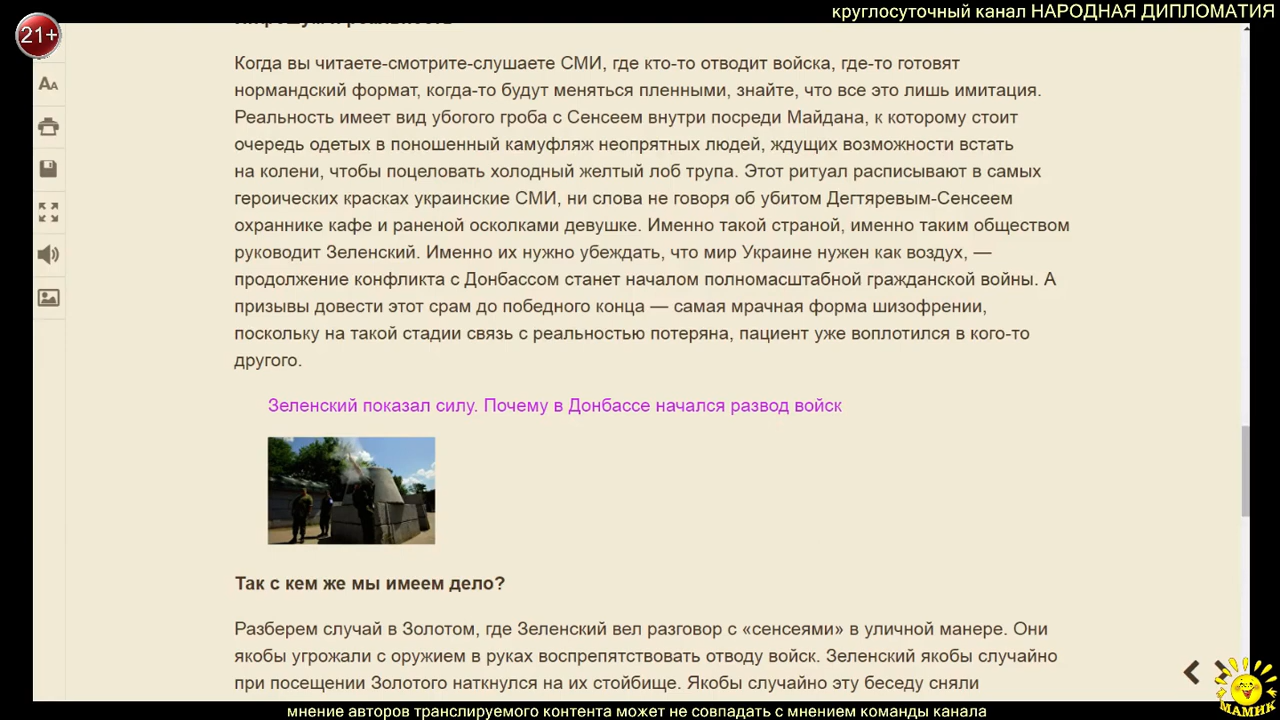 круглосуточный канал НАРОДНАЯ ДИПЛОМАТИЯ
21+
AA
Когда вы читаете-смотрите-слушаете СМИ, где кто-то отводит войска, где-то готовят
нормандский формат, когда-то будут меняться пленными, знайте, что все это лишь имитация.
Реальность имеет вид убогого гроба с Сенсеем внутри посреди Майдана, к которому стоит
очередь одетых в поношенный камуфляж неопрятных людей, ждущих возможности встать
на колени, чтобы поцеловать холодный желтый лоб трупа. Этот ритуал расписывают в самых
героических красках украинские СМИ, ни слова не говоря об убитом Дегтяревым-Сенсеем
охраннике кафе и раненой осколками девушке. Именно такой страной, именно таким обществом
руководит Зеленский. Именно их нужно убеждать, что мир Украине нужен как воздух, —
продолжение конфликта с Донбассом станет началом полномасштабной гражданской войны. А
призывы довести этот срам до победного конца — самая мрачная форма шизофрении,
поскольку на такой стадии связь с реальностью потеряна, пациент уже воплотился в кого-то
другого.
Зеленский показал силу. Почему в Донбассе начался развод войск
Так с кем же мы имеем дело?
Разберем случай в Золотом, где Зеленский вел разговор с «сенсеями» в уличной манере. Они
якобы угрожали с оружием в руках воспрепятствовать отводу войск. Зеленский якобы случайно
при посещении Золотого наткнулся на их стойбище. Якобы случайно эту беседу сняли
МАМИК
мнение авторов транслируемого контента может не совпадать с мнением команды канала